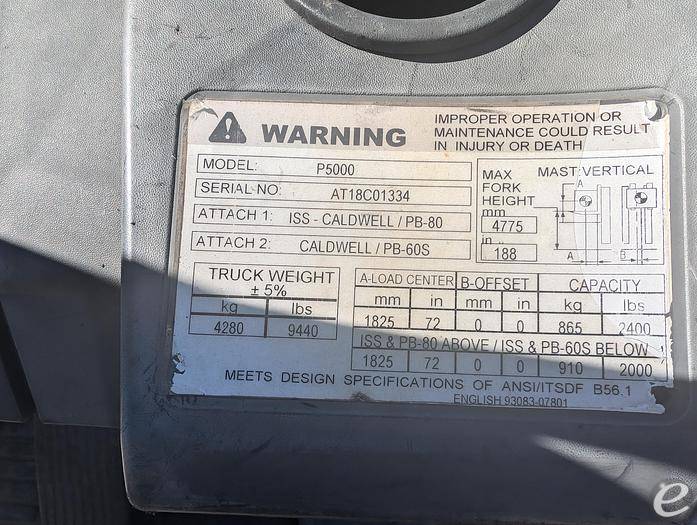 WARNING
IMPROPER OPERATION OR
MAINTENANCE COULD RESULT
IN INJURY OR DEATH
MODEL: P5000
SERIAL NO: AT18C01334
ATTACH 1: ISS - CALDWELL / PB-80
ATTACH 2: CALDWELL / PB-60S
MAX
FORK
HEIGHT
mm
4775
in
188
MAST:VERTICAL
A
A
B
TRUCK WEIGHT
± 5%
kg lbs
4280 9440
A-LOAD CENTER B-OFFSET CAPACITY
mm in mm in kg lbs
1825 72 0 0 865 2400
ISS & PB-80 ABOVE / ISS & PB-60S BELOW
1825 72 0 0 910 2000
MEETS DESIGN SPECIFICATIONS OF ANSI/ITSDF B56.1
ENGLISH 93083-07801
e